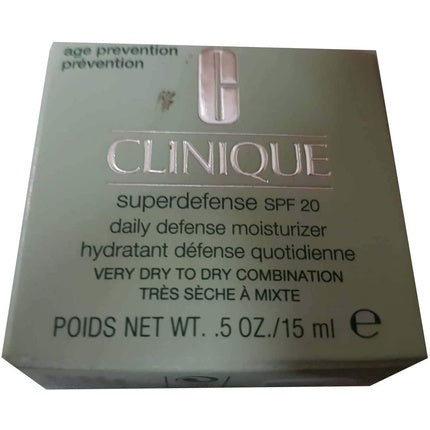 age prevention
prévention
C
CLINIQUE
superdefense SPF 20
daily defense moisturizer
hydratant défense quotidienne
VERY DRY TO DRY COMBINATION
TRÈS SÈCHE À MIXTE
POIDS NET WT. .5 OZ./15 ml ℮